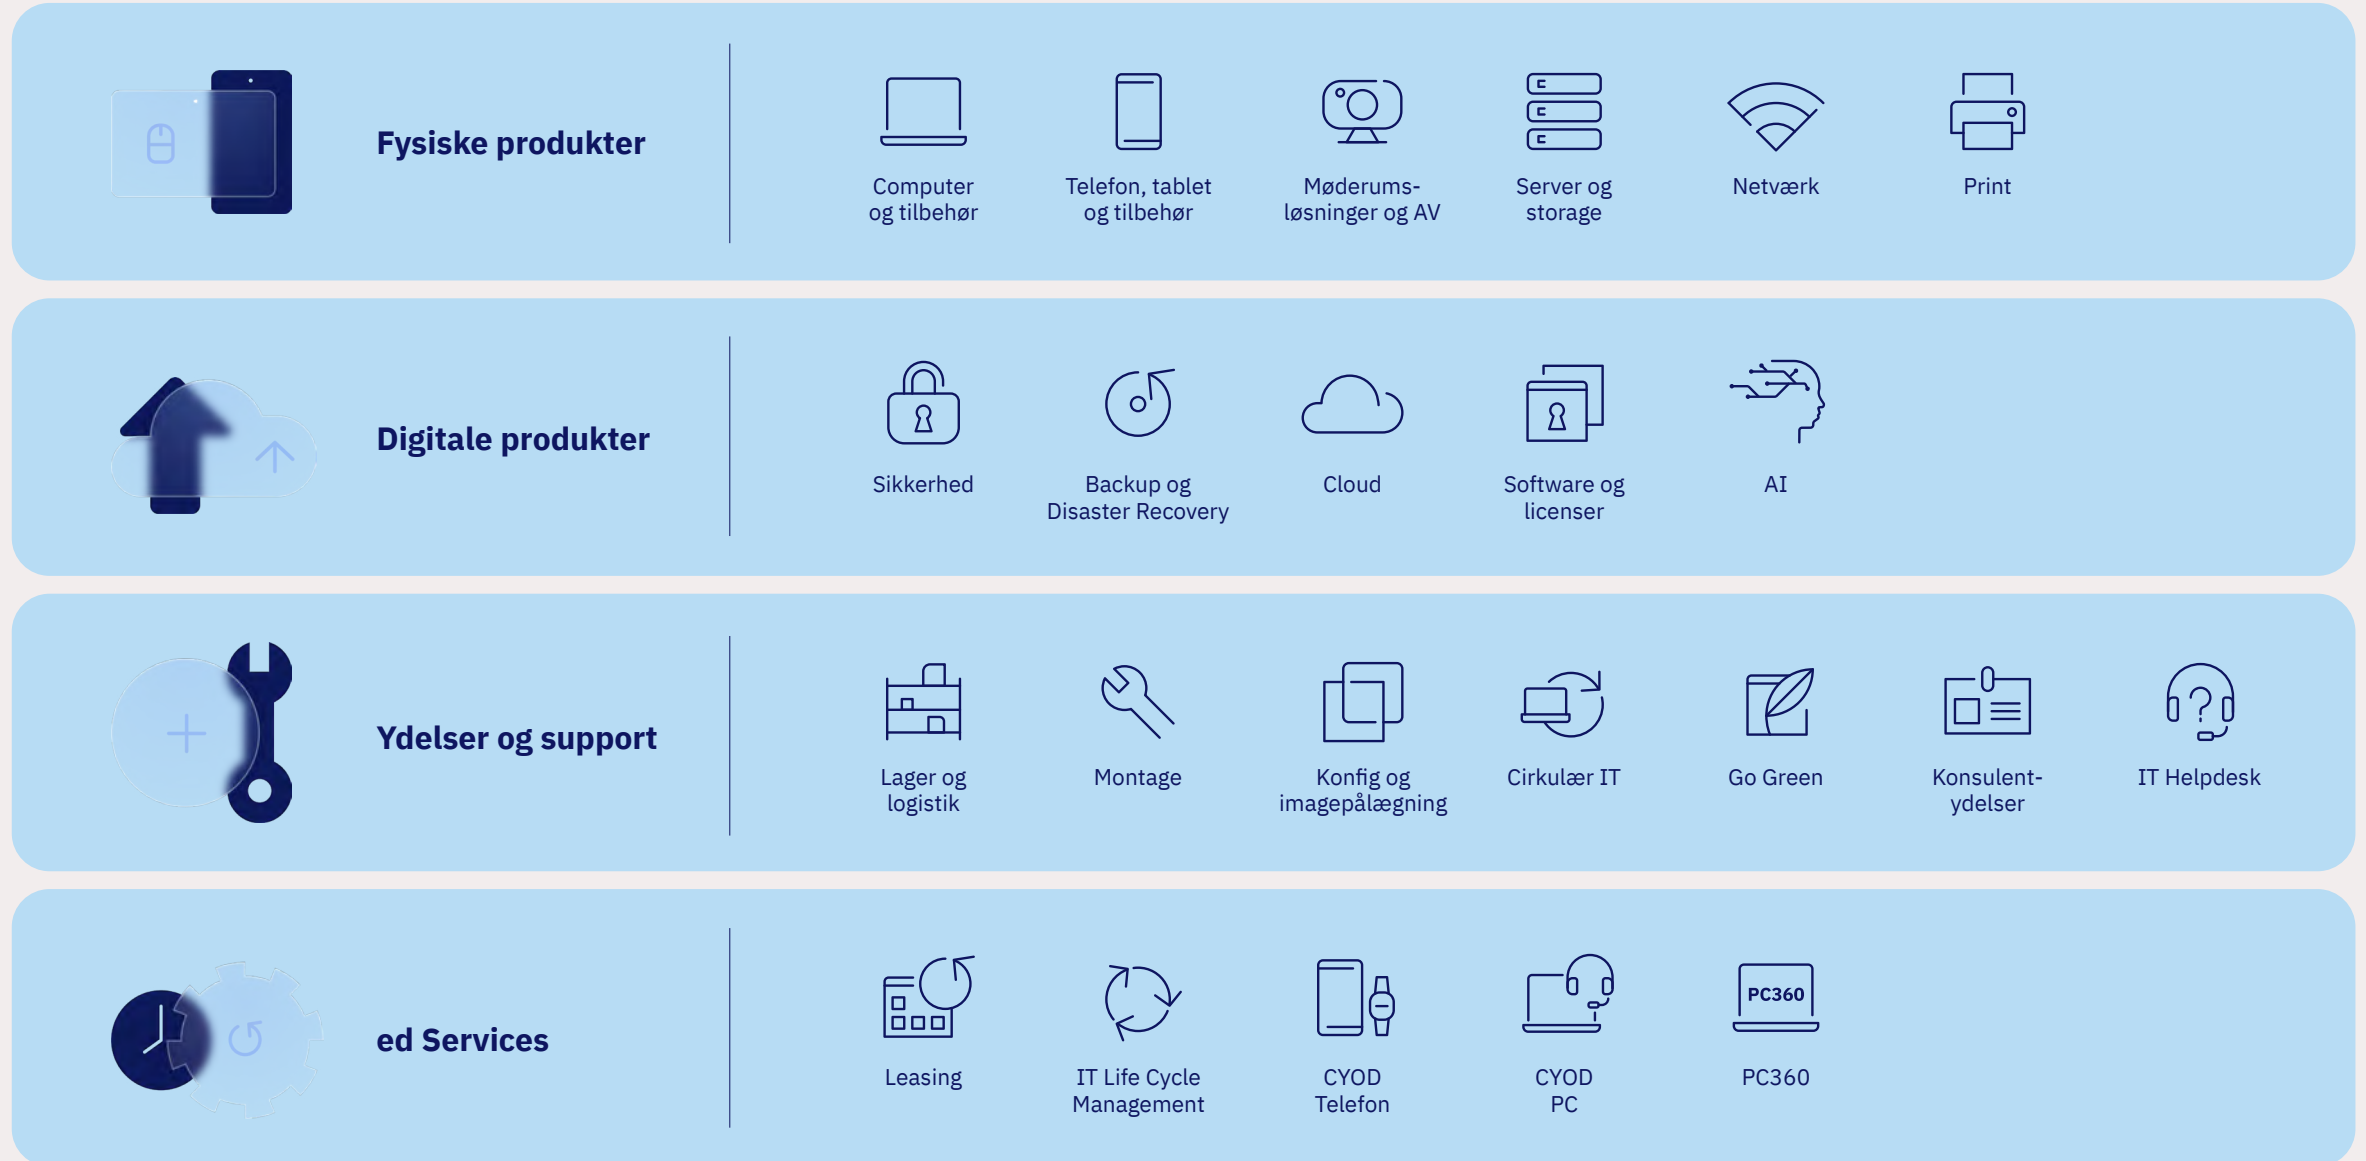 Fysiske produkter
Computer
og tilbehør
Telefon, tablet
og tilbehør
Møderums-
løsninger og AV
Server og
storage
Netværk
Print
Digitale produkter
Sikkerhed
Backup og
Disaster Recovery
Cloud
Software og
licenser
AI
Ydelser og support
Lager og
logistik
Montage
Konfig og
imagepålægning
Cirkulær IT
Go Green
Konsulent-
ydelser
IT Helpdesk
ed Services
Leasing
IT Life Cycle
Management
CYOD
Telefon
CYOD
PC
PC360
PC360